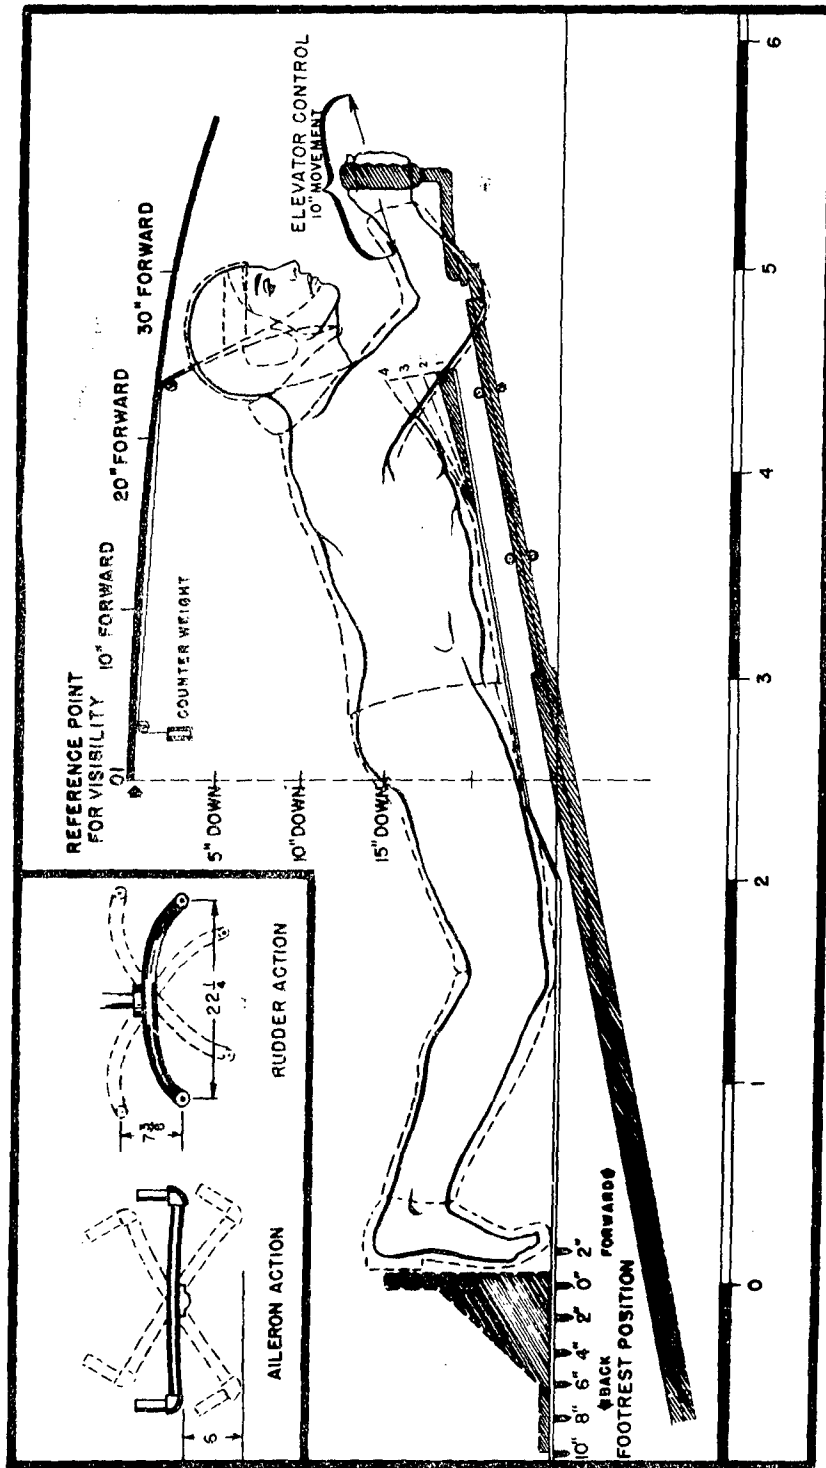 REFERENCE POINT
FOR VISIBILITY
0
10" FORWARD
20" FORWARD
30" FORWARD
COUNTER WEIGHT
5" DOWN
10" DOWN
15" DOWN
ELEVATOR CONTROL
10" MOVEMENT
4
3
2
1
6
AILERON ACTION
7 3/8
22 1/4
RUDDER ACTION
10" 8" 6" 4" 2" 0" 2"
BACK FORWARD
FOOTREST POSITION
0 1 2 3 4 5 6